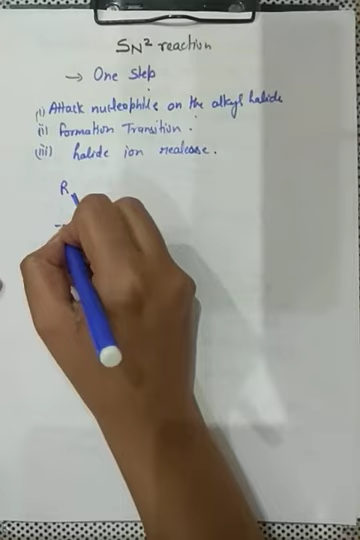 SN² reaction
→ One Step
(i) Attack nucleophile on the alkyl halide
(ii) Formation Transition.
(iii) halide ion realease.
R